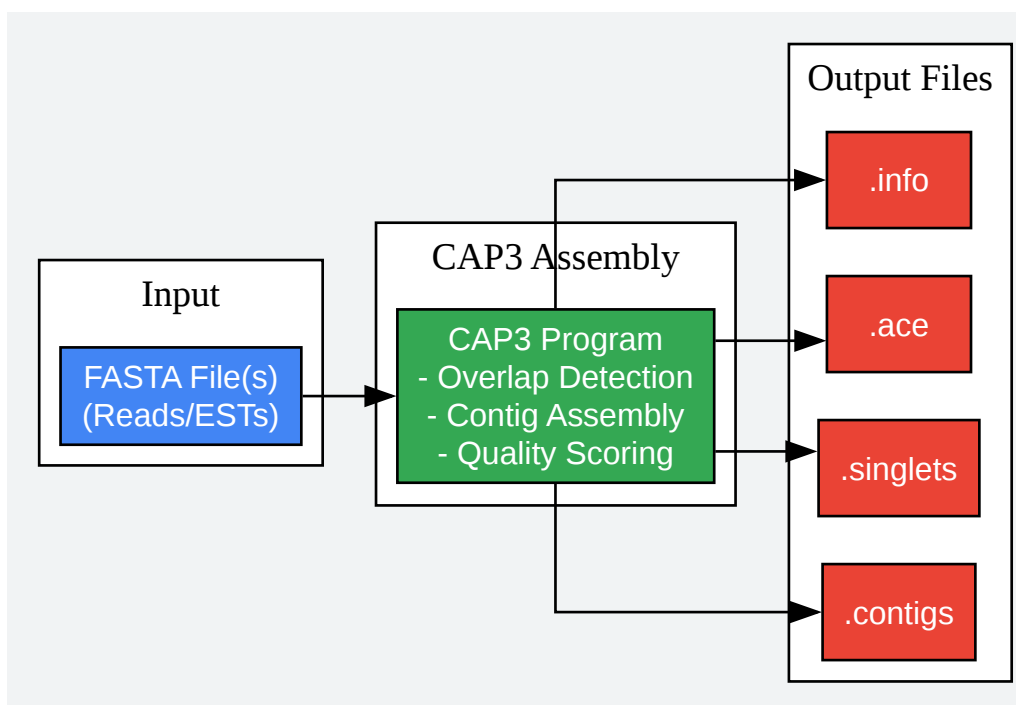 Input
FASTA File(s)
(Reads/ESTs)
CAP3 Assembly
CAP3 Program
- Overlap Detection
- Contig Assembly
- Quality Scoring
Output Files
.info
.ace
.singlets
.contigs